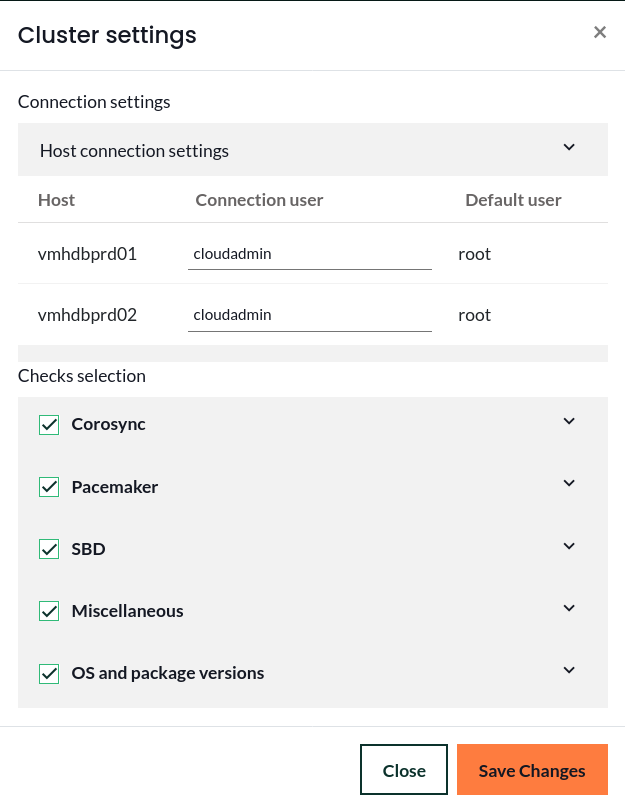 Cluster settings
Connection settings
Host connection settings
Host Connection user Default user
vmhdbprd01 cloudadmin root
vmhdbprd02 cloudadmin root
Checks selection
Corosync
Pacemaker
SBD
Miscellaneous
OS and package versions
Close Save Changes